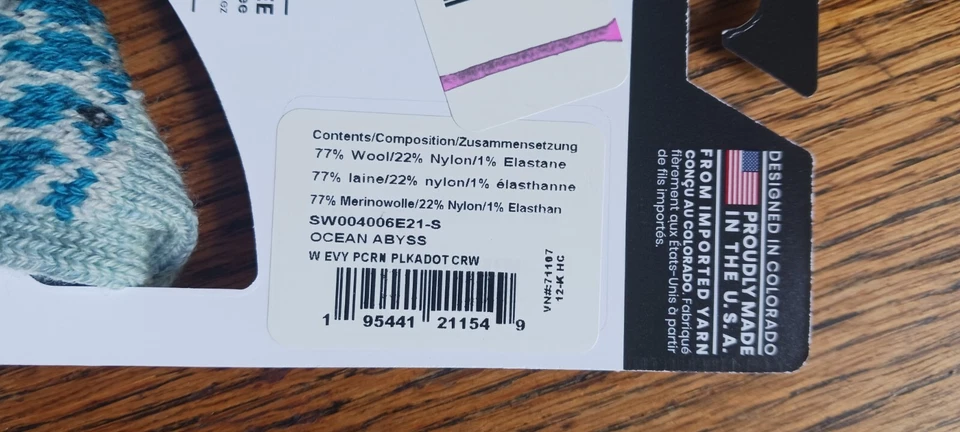 Contents/Composition/Zusammensetzung
77% Wool/22% Nylon/1% Elastane
77% laine/22% nylon/1% élasthanne
77% Merinowolle/22% Nylon/1% Elasthan
SW004006E21-S
OCEAN ABYSS
W EVY PCRN PLKADOT CRW
1 95441 21154 9
VN#:71107
12-K HC
DESIGNED IN COLORADO
PROUDLY MADE
IN THE U.S.A.
FROM IMPORTED YARN
CONÇU AU COLORADO. Fabriqué
fièrement aux États-Unis à partir
de fils importés.